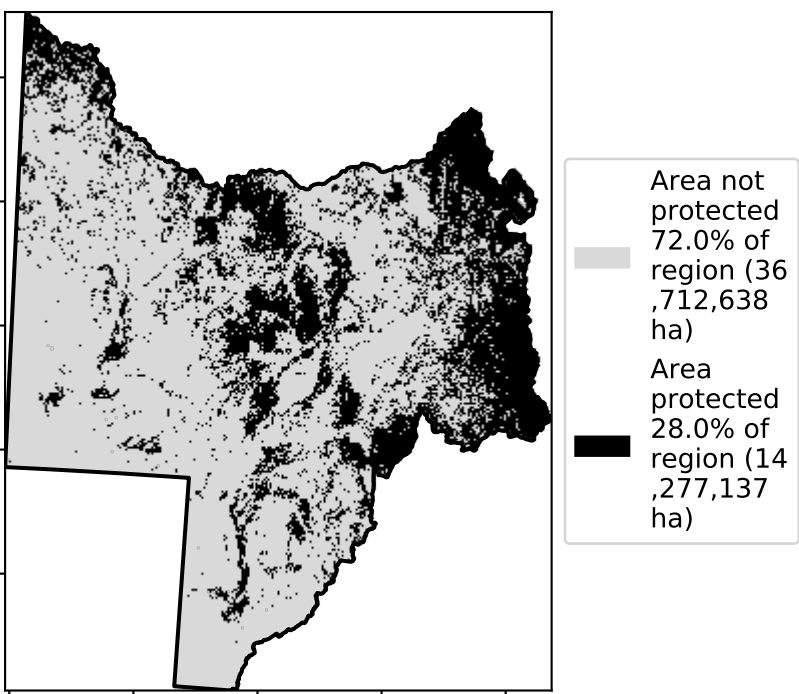 Area not
protected
72.0% of
region (36
,712,638
ha)
Area
protected
28.0% of
region (14
,277,137
ha)